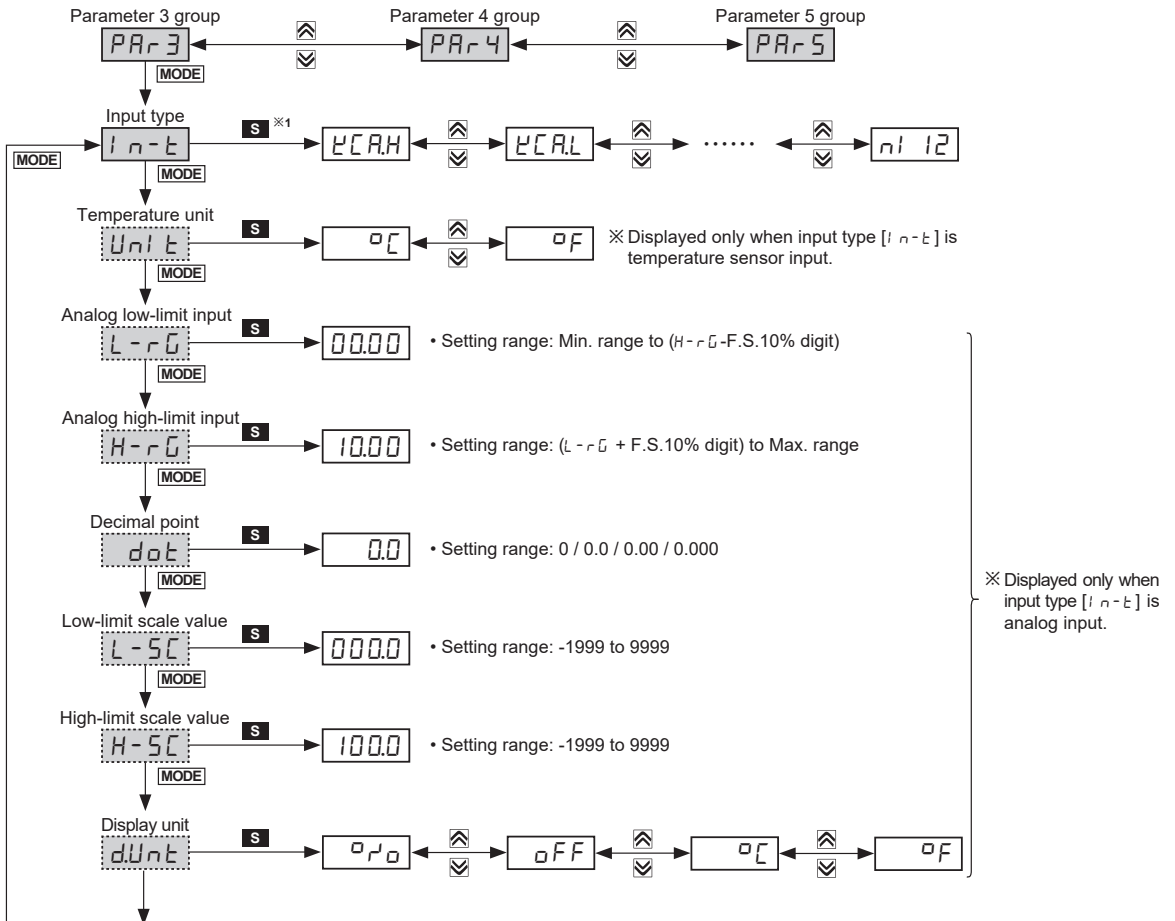 Parameter 3 group Parameter 4 group Parameter 5 group
PAr3 PAr4 PAr5
MODE
Input type
MODE In-t S ※1 KCA.H KCA.L ...... nI 12
MODE
Temperature unit
UnIt S °C °F ※ Displayed only when input type [In-t] is
temperature sensor input.
MODE
Analog low-limit input
L-rG S 00.00 • Setting range: Min. range to (H-rG-F.S.10% digit)
MODE
Analog high-limit input
H-rG S 10.00 • Setting range: (L-rG + F.S.10% digit) to Max. range
MODE
Decimal point
dot S 0.0 • Setting range: 0 / 0.0 / 0.00 / 0.000
MODE
※ Displayed only when
input type [In-t] is
analog input.
Low-limit scale value
L-SC S 000.0 • Setting range: -1999 to 9999
MODE
High-limit scale value
H-SC S 100.0 • Setting range: -1999 to 9999
MODE
Display unit
d.Unt S o/o oFF °C °F